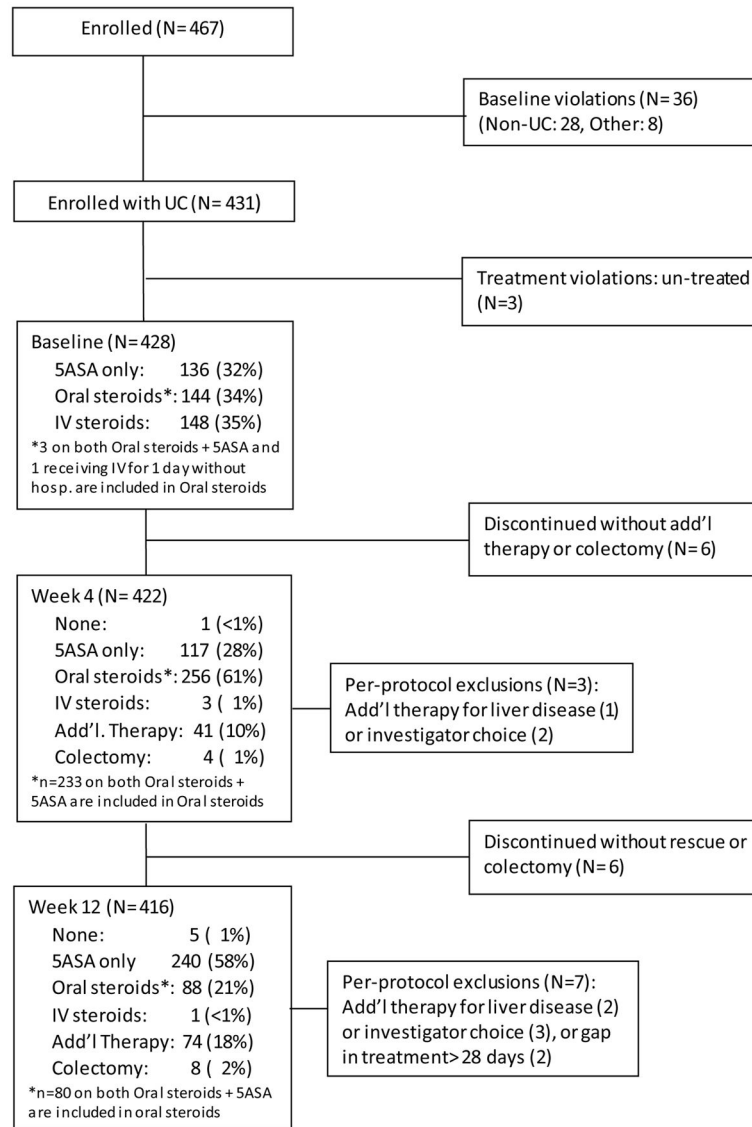 Enrolled (N=467)
Baseline violations (N=36)
(Non-UC: 28, Other: 8)
Enrolled with UC (N=431)
Treatment violations: un-treated
(N=3)
Baseline (N=428)
5ASA only: 136 (32%)
Oral steroids*: 144 (34%)
IV steroids: 148 (35%)
*3 on both Oral steroids + 5ASA and
1 receiving IV for 1 day without
hosp. are included in Oral steroids
Discontinued without add'l
therapy or colectomy (N=6)
Week 4 (N=422)
None: 1 (<1%)
5ASA only: 117 (28%)
Oral steroids*: 256 (61%)
IV steroids: 3 ( 1%)
Add'l. Therapy: 41 (10%)
Colectomy: 4 ( 1%)
*n=233 on both Oral steroids +
5ASA are included in Oral steroids
Per-protocol exclusions (N=3):
Add'l therapy for liver disease (1)
or investigator choice (2)
Discontinued without rescue or
colectomy (N=6)
Week 12 (N=416)
None: 5 ( 1%)
5ASA only 240 (58%)
Oral steroids*: 88 (21%)
IV steroids: 1 (<1%)
Add'l Therapy: 74 (18%)
Colectomy: 8 ( 2%)
*n=80 on both Oral steroids + 5ASA
are included in oral steroids
Per-protocol exclusions (N=7):
Add'l therapy for liver disease (2)
or investigator choice (3), or gap
in treatment>28 days (2)